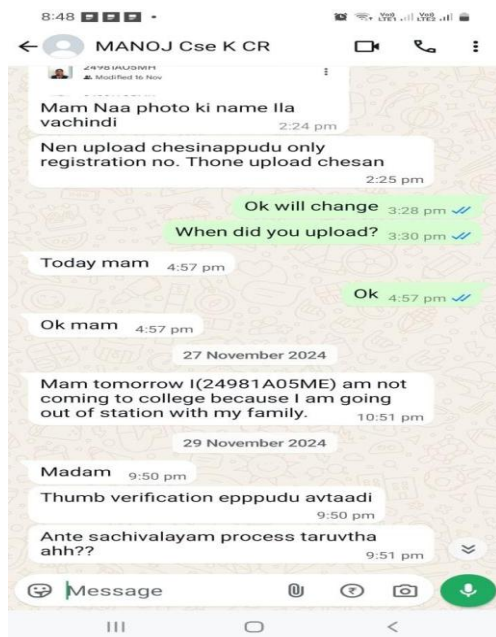 8:48
MANOJ Cse K CR
24981A05MH
Modified 16 Nov
Mam Naa photo ki name Ila
vachindi
2:24 pm
Nen upload chesinappudu only
registration no. Thone upload chesan
2:25 pm
Ok will change 3:28 pm
When did you upload? 3:30 pm
Today mam 4:57 pm
Ok 4:57 pm
Ok mam 4:57 pm
27 November 2024
Mam tomorrow I(24981A05ME) am not
coming to college because I am going
out of station with my family. 10:51 pm
29 November 2024
Madam 9:50 pm
Thumb verification epppudu avtaadi
9:50 pm
Ante sachivalayam process taruvtha
ahh??
9:51 pm
Message